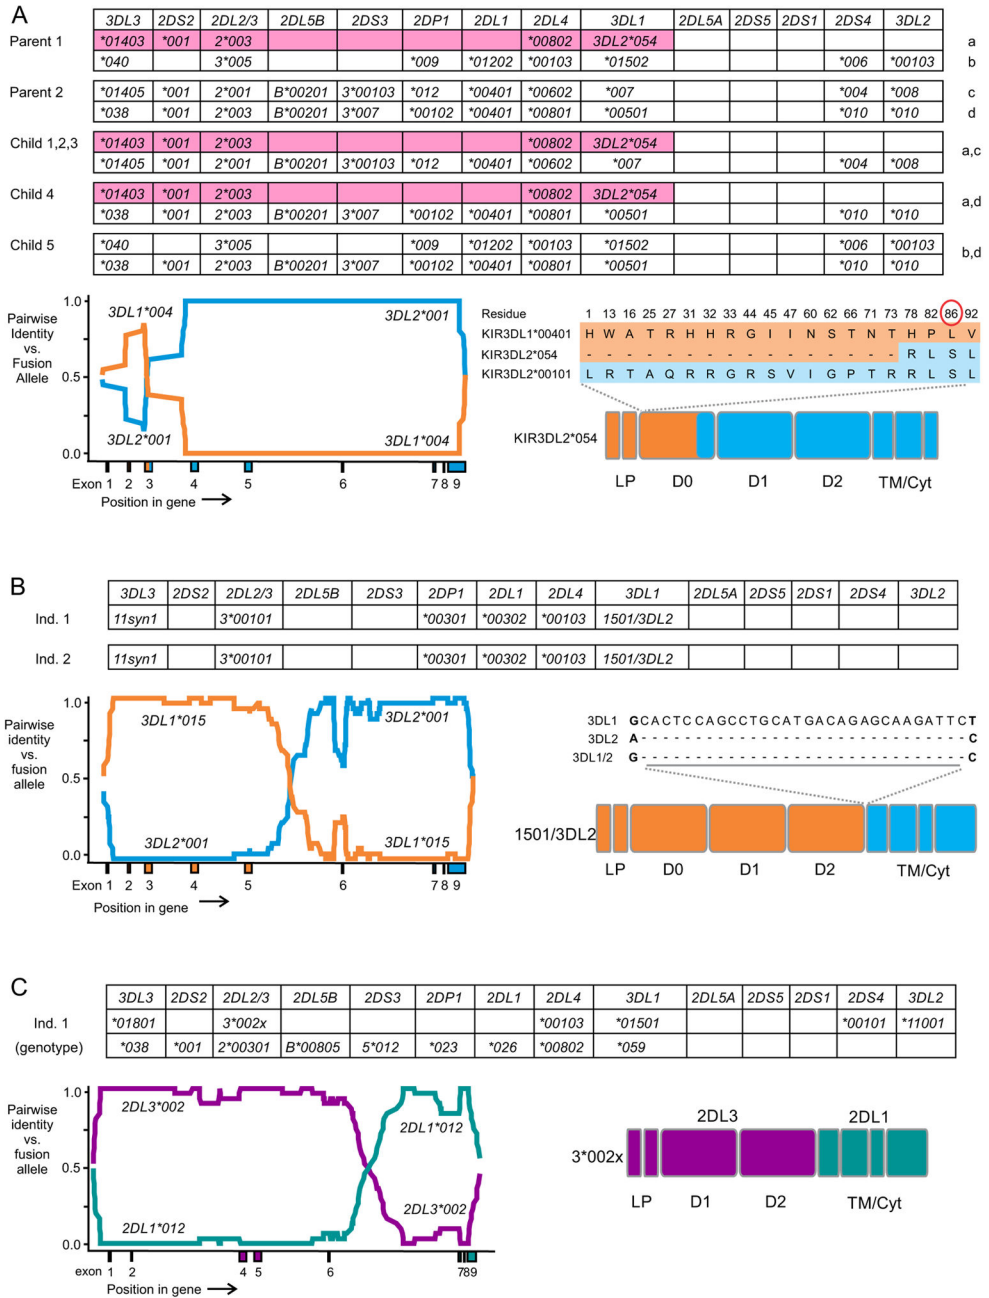 A
3DL3 2DS2 2DL2/3 2DL5B 2DS3 2DP1 2DL1 2DL4 3DL1 2DL5A 2DS5 2DS1 2DS4 3DL2
Parent 1 *01403 *001 2*003 *00802 3DL2*054 a
*040 3*005 *009 *01202 *00103 *01502 *006 *00103 b
Parent 2 *01405 *001 2*001 B*00201 3*00103 *012 *00401 *00602 *007 *004 *008 c
*038 *001 2*003 B*00201 3*007 *00102 *00401 *00801 *00501 *010 *010 d
Child 1,2,3 *01403 *001 2*003 *00802 3DL2*054 a,c
*01405 *001 2*001 B*00201 3*00103 *012 *00401 *00602 *007 *004 *008
Child 4 *01403 *001 2*003 *00802 3DL2*054 a,d
*038 *001 2*003 B*00201 3*007 *00102 *00401 *00801 *00501 *010 *010
Child 5 *040 3*005 *009 *01202 *00103 *01502 *006 *00103 b,d
*038 *001 2*003 B*00201 3*007 *00102 *00401 *00801 *00501 *010 *010
Pairwise
Identity
vs.
Fusion
Allele
1.0
0.5
0.0
3DL1*004
3DL2*001
3DL2*001
3DL1*004
Exon 1 2 3 4 5 6 7 8 9
Position in gene
Residue 1 13 16 25 27 31 32 33 44 45 47 60 62 66 71 73 78 82 86 92
KIR3DL1*00401 H W A T R H H R G I I N S T N T H P L V
KIR3DL2*054 - - - - - - - - - - - - - - - - R L S L
KIR3DL2*00101 L R T A Q R R G R S V I G P T R R L S L
KIR3DL2*054
LP D0 D1 D2 TM/Cyt
B
3DL3 2DS2 2DL2/3 2DL5B 2DS3 2DP1 2DL1 2DL4 3DL1 2DL5A 2DS5 2DS1 2DS4 3DL2
Ind. 1 11syn1 3*00101 *00301 *00302 *00103 1501/3DL2
Ind. 2 11syn1 3*00101 *00301 *00302 *00103 1501/3DL2
Pairwise
identity
vs.
fusion
allele
1.0
0.5
0.0
3DL1*015
3DL2*001
3DL2*001
3DL1*015
Exon 1 2 3 4 5 6 7 8 9
Position in gene
3DL1 GCACTCCAGCCTGCATGACAGAGCAAGATTCT
3DL2 A - - - - - - - - - - - - - - - - - - - - - - - - - - - - - - C
3DL1/2 G - - - - - - - - - - - - - - - - - - - - - - - - - - - - - - C
1501/3DL2
LP D0 D1 D2 TM/Cyt
C
3DL3 2DS2 2DL2/3 2DL5B 2DS3 2DP1 2DL1 2DL4 3DL1 2DL5A 2DS5 2DS1 2DS4 3DL2
Ind. 1 *01801 3*002x *00103 *01501 *00101 *11001
(genotype) *038 *001 2*00301 B*00805 5*012 *023 *026 *00802 *059
Pairwise
identity
vs.
fusion
allele
1.0
0.5
0.0
2DL3*002
2DL1*012
2DL1*012
2DL3*002
exon 1 2 4 5 6 7 8 9
Position in gene
2DL3 2DL1
3*002x
LP D1 D2 TM/Cyt